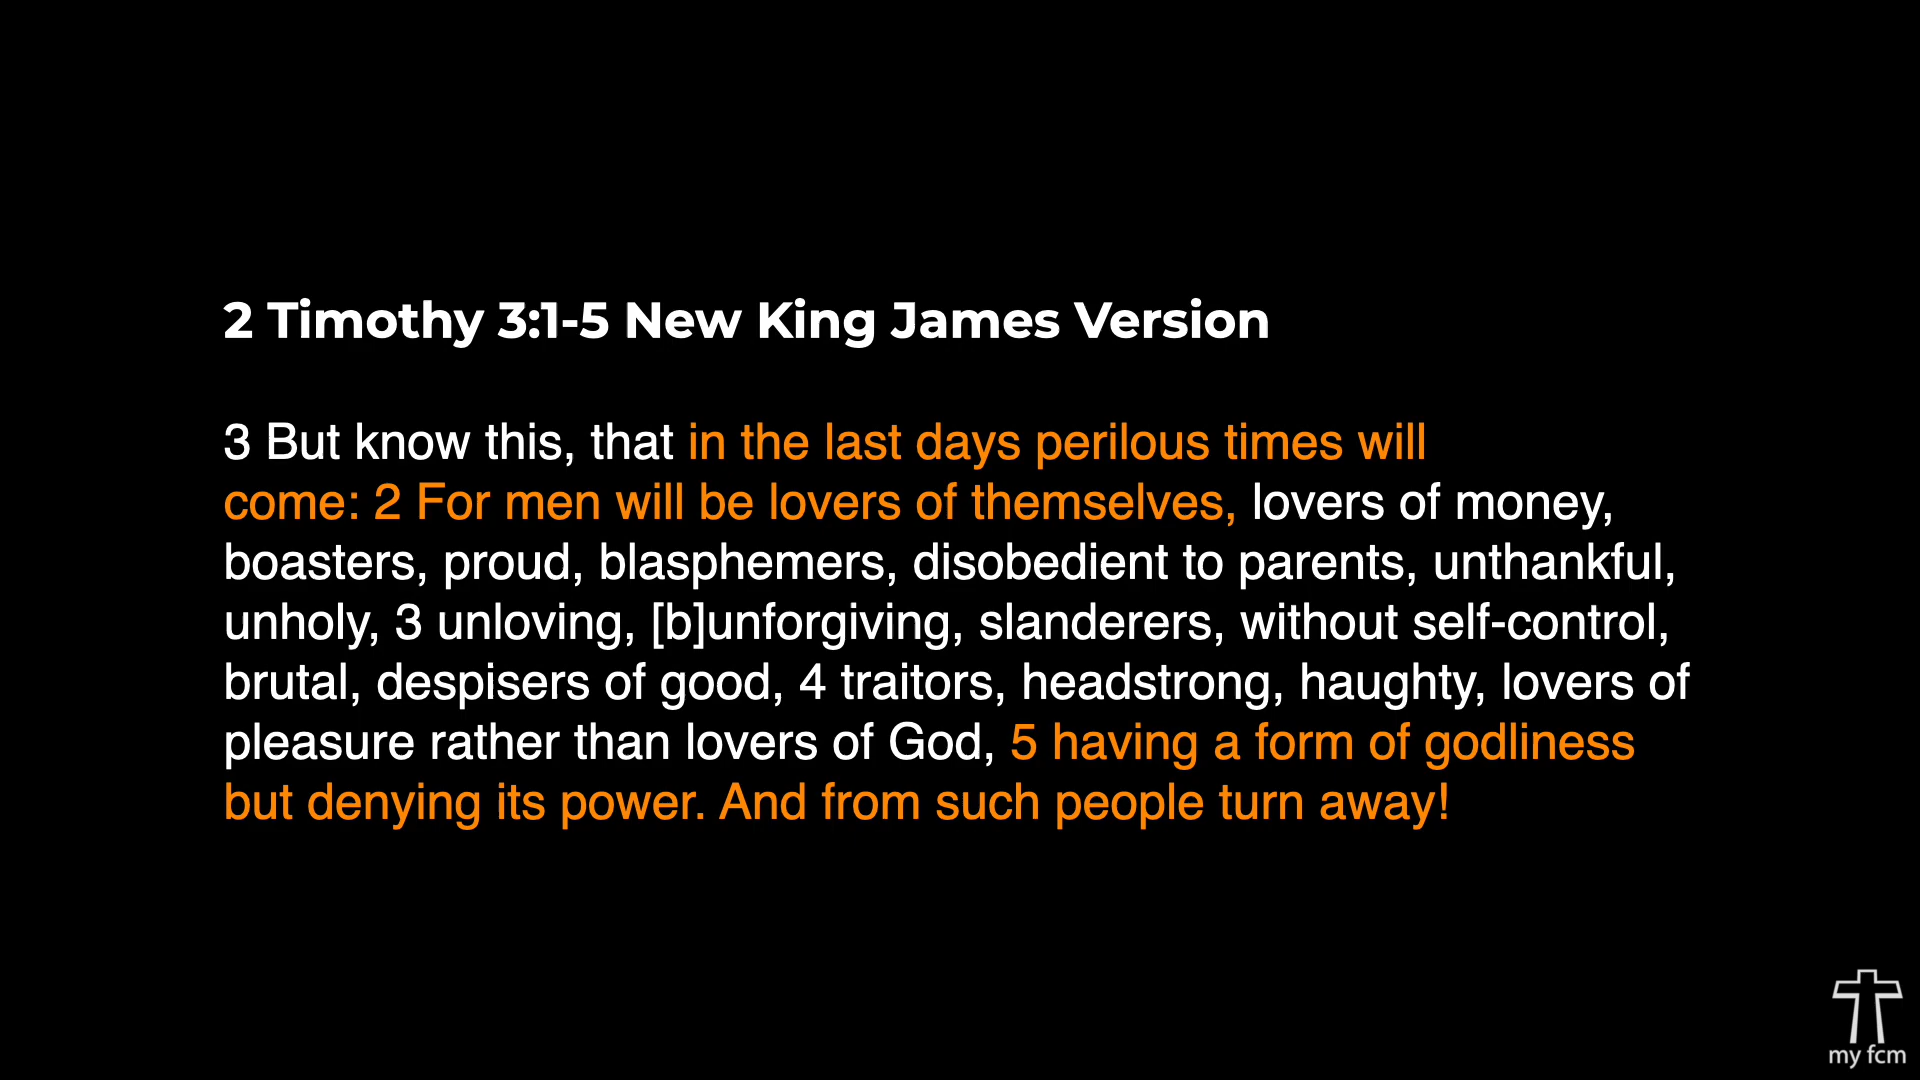 2 Timothy 3:1-5 New King James Version
3 But know this, that in the last days perilous times will
come: 2 For men will be lovers of themselves, lovers of money,
boasters, proud, blasphemers, disobedient to parents, unthankful,
unholy, 3 unloving, [b]unforgiving, slanderers, without self-control,
brutal, despisers of good, 4 traitors, headstrong, haughty, lovers of
pleasure rather than lovers of God, 5 having a form of godliness
but denying its power. And from such people turn away!
my fcm